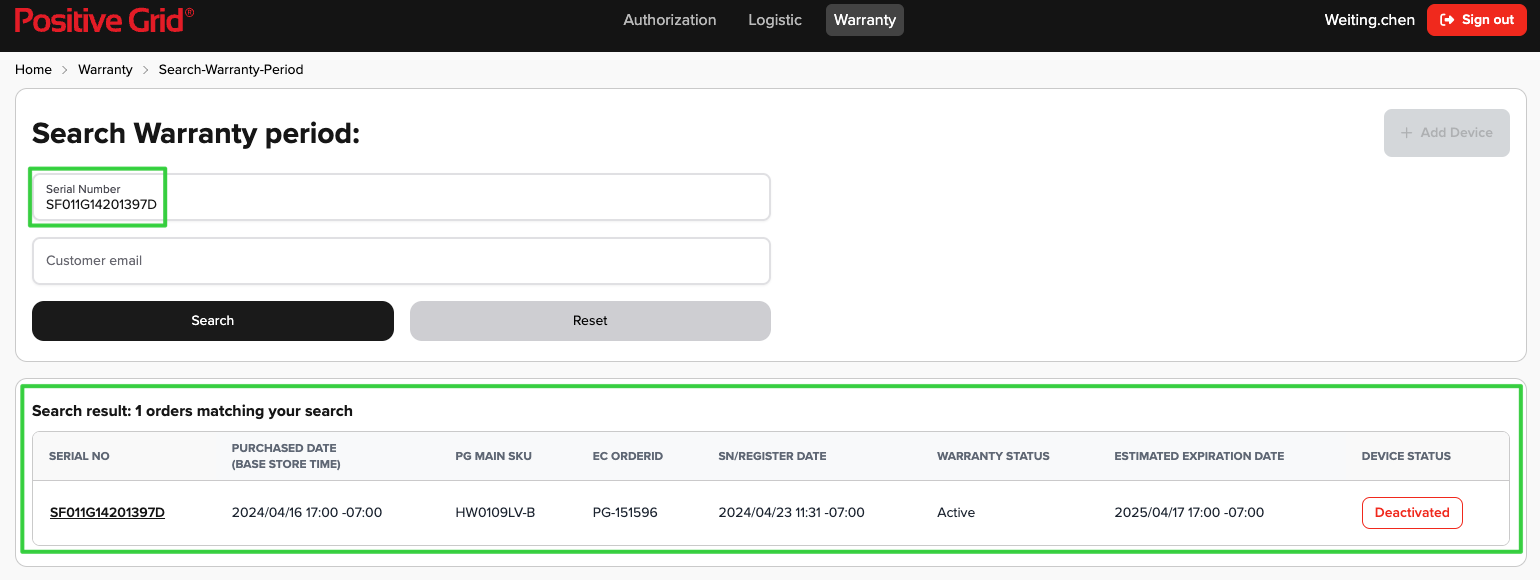 Positive Grid®
Authorization Logistic Warranty
Weiting.chen Sign out
Home > Warranty > Search-Warranty-Period
Search Warranty period:
+ Add Device
Serial Number
SF011G14201397D
Customer email
Search Reset
Search result: 1 orders matching your search
SERIAL NO PURCHASED DATE (BASE STORE TIME) PG MAIN SKU EC ORDERID SN/REGISTER DATE WARRANTY STATUS ESTIMATED EXPIRATION DATE DEVICE STATUS
SF011G14201397D 2024/04/16 17:00 -07:00 HW0109LV-B PG-151596 2024/04/23 11:31 -07:00 Active 2025/04/17 17:00 -07:00 Deactivated